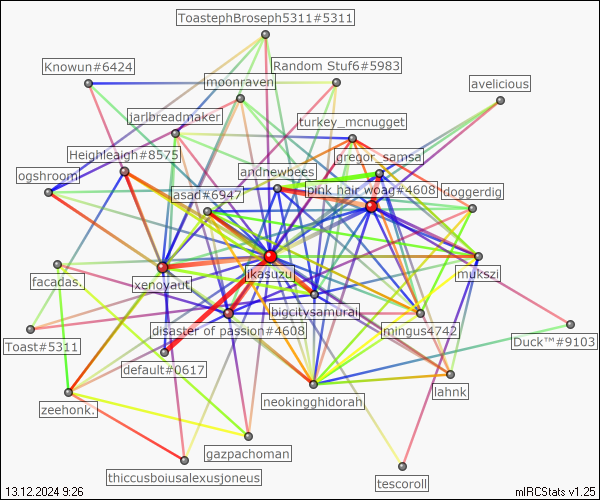 ToastephBroseph5311#5311
Knowun#6424
Random Stuf6#5983
moonraven
avelicious
jarlbreadmaker
turkey_mcnugget
Heighleaigh#8575
gregor_samsa
ogshroom
andnewbees
asad#6947
pink hair woag#4608
doggerdig
facadas.
xenoyaut
jikasuzu
mukszi
bigcitysamurai
disaster of passion#4608
lmingus4742
Toast#5311
default#0617
Duck™#9103
zeehonk.
neokingghidorah
lahnk
gazpachoman
thiccusboiusalexusjoneus
tescoroll
13.12.2024 9:26
mIRCStats v1.25